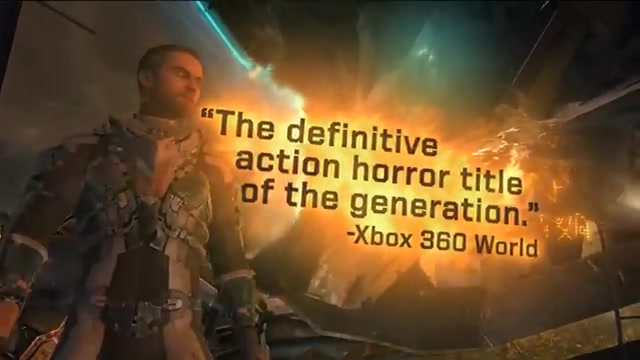 “The definitive
action horror title
of the generation.”
-Xbox 360 World